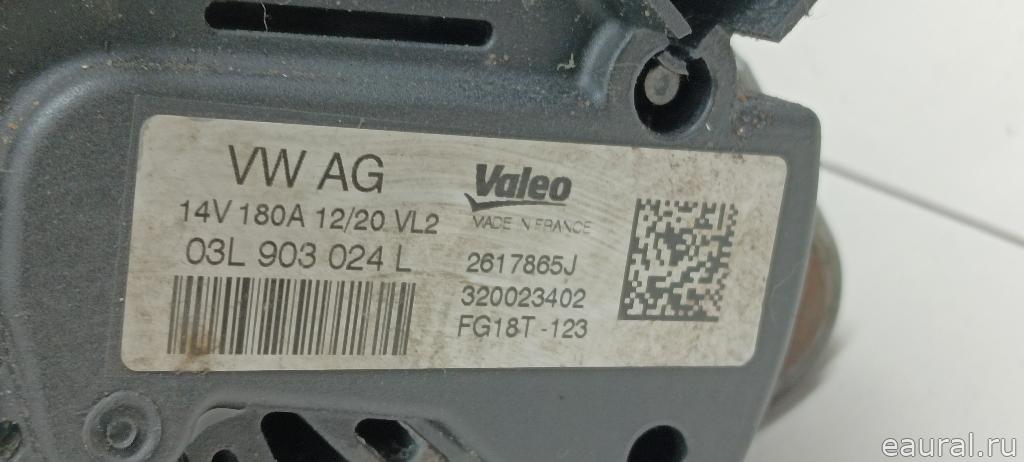 VW AG
14V 180A 12/20 VL2
03L 903 024 L
Valeo
MADE IN FRANCE
2617865J
320023402
FG18T -123
eaural.ru